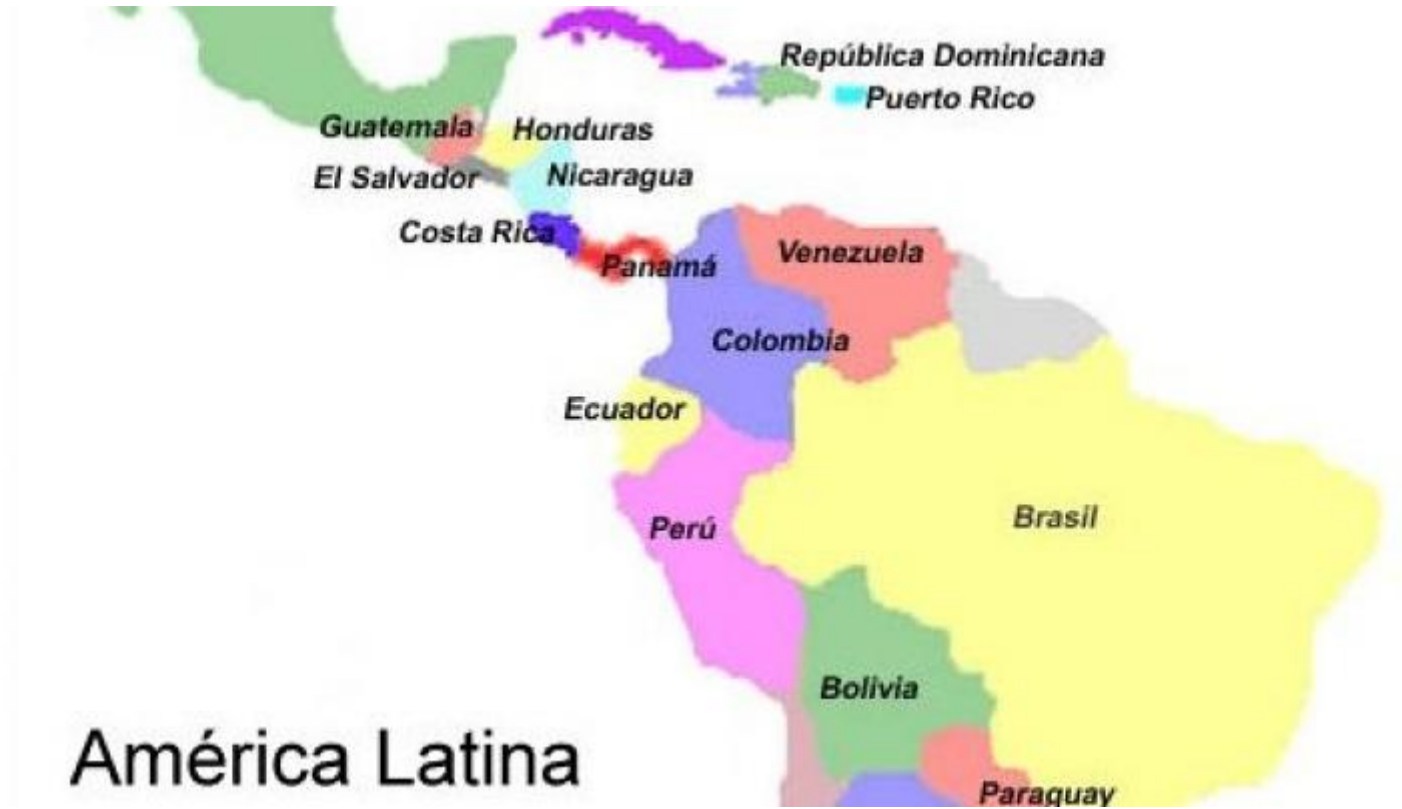 República Dominicana
Puerto Rico
Guatemala
Honduras
El Salvador
Nicaragua
Costa Rica
Venezuela
Panamá
Colombia
Ecuador
Brasil
Perú
Bolivia
América Latina
Paraguay